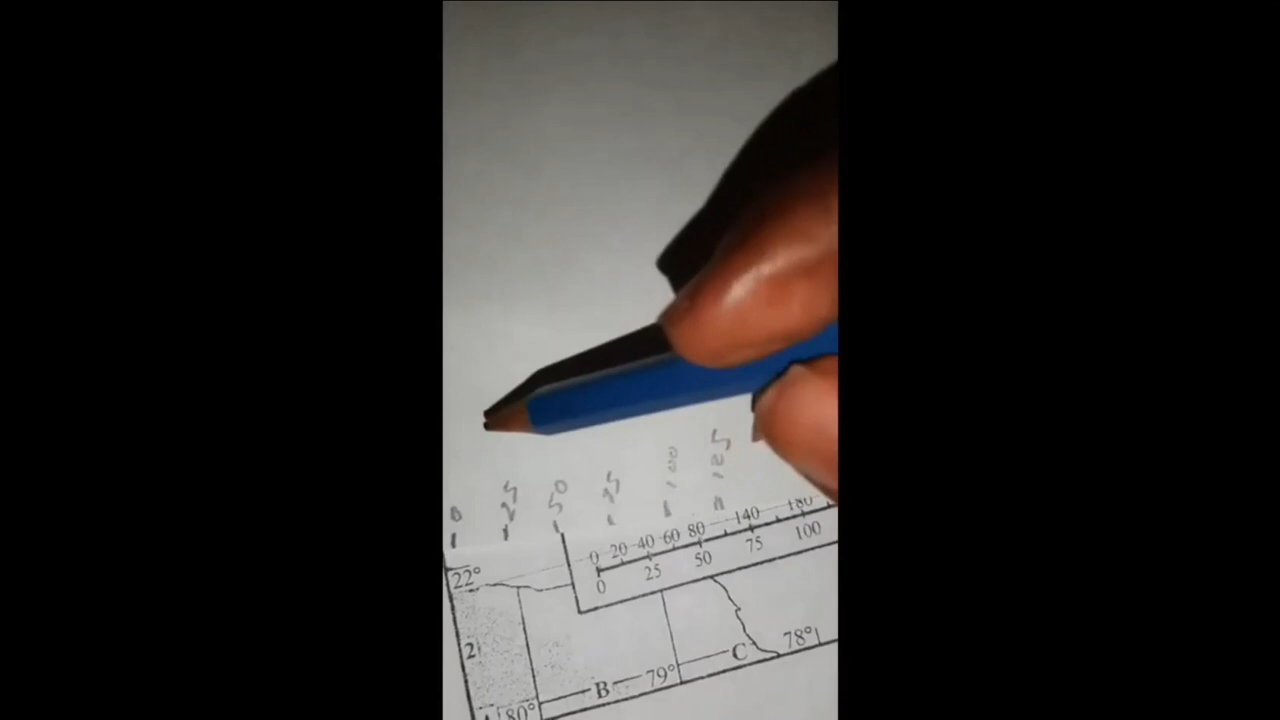 0 25 50 75 100 125
0 20 40 60 80 140 180
0 25 50 75 100
22°
2
80° B 79° C 78°